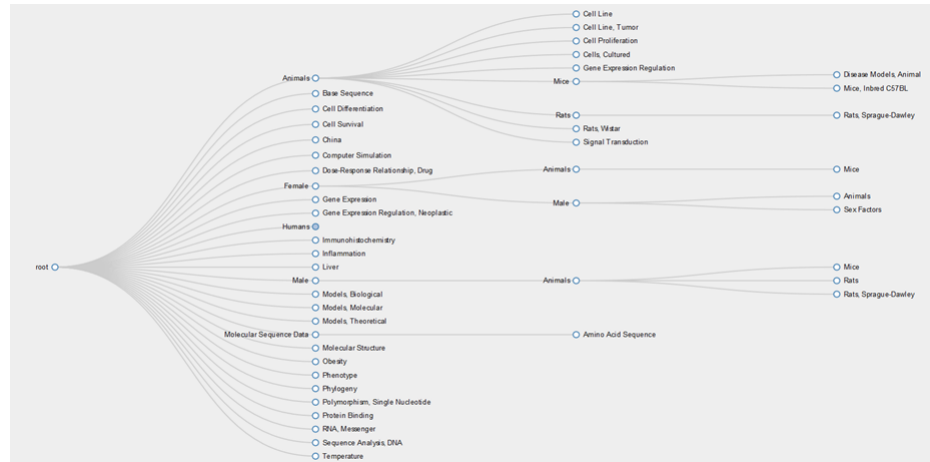 root
Animals
Base Sequence
Cell Differentiation
Cell Survival
China
Computer Simulation
Dose-Response Relationship, Drug
Female
Gene Expression
Gene Expression Regulation, Neoplastic
Humans
Immunohistochemistry
Inflammation
Liver
Male
Models, Biological
Models, Molecular
Models, Theoretical
Molecular Sequence Data
Molecular Structure
Obesity
Phenotype
Phylogeny
Polymorphism, Single Nucleotide
Protein Binding
RNA, Messenger
Sequence Analysis, DNA
Temperature
Cell Line
Cell Line, Tumor
Cell Proliferation
Cells, Cultured
Gene Expression Regulation
Mice
Rats
Rats, Wistar
Signal Transduction
Animals
Male
Animals
Amino Acid Sequence
Disease Models, Animal
Mice, Inbred C57BL
Rats, Sprague-Dawley
Mice
Animals
Sex Factors
Mice
Rats
Rats, Sprague-Dawley